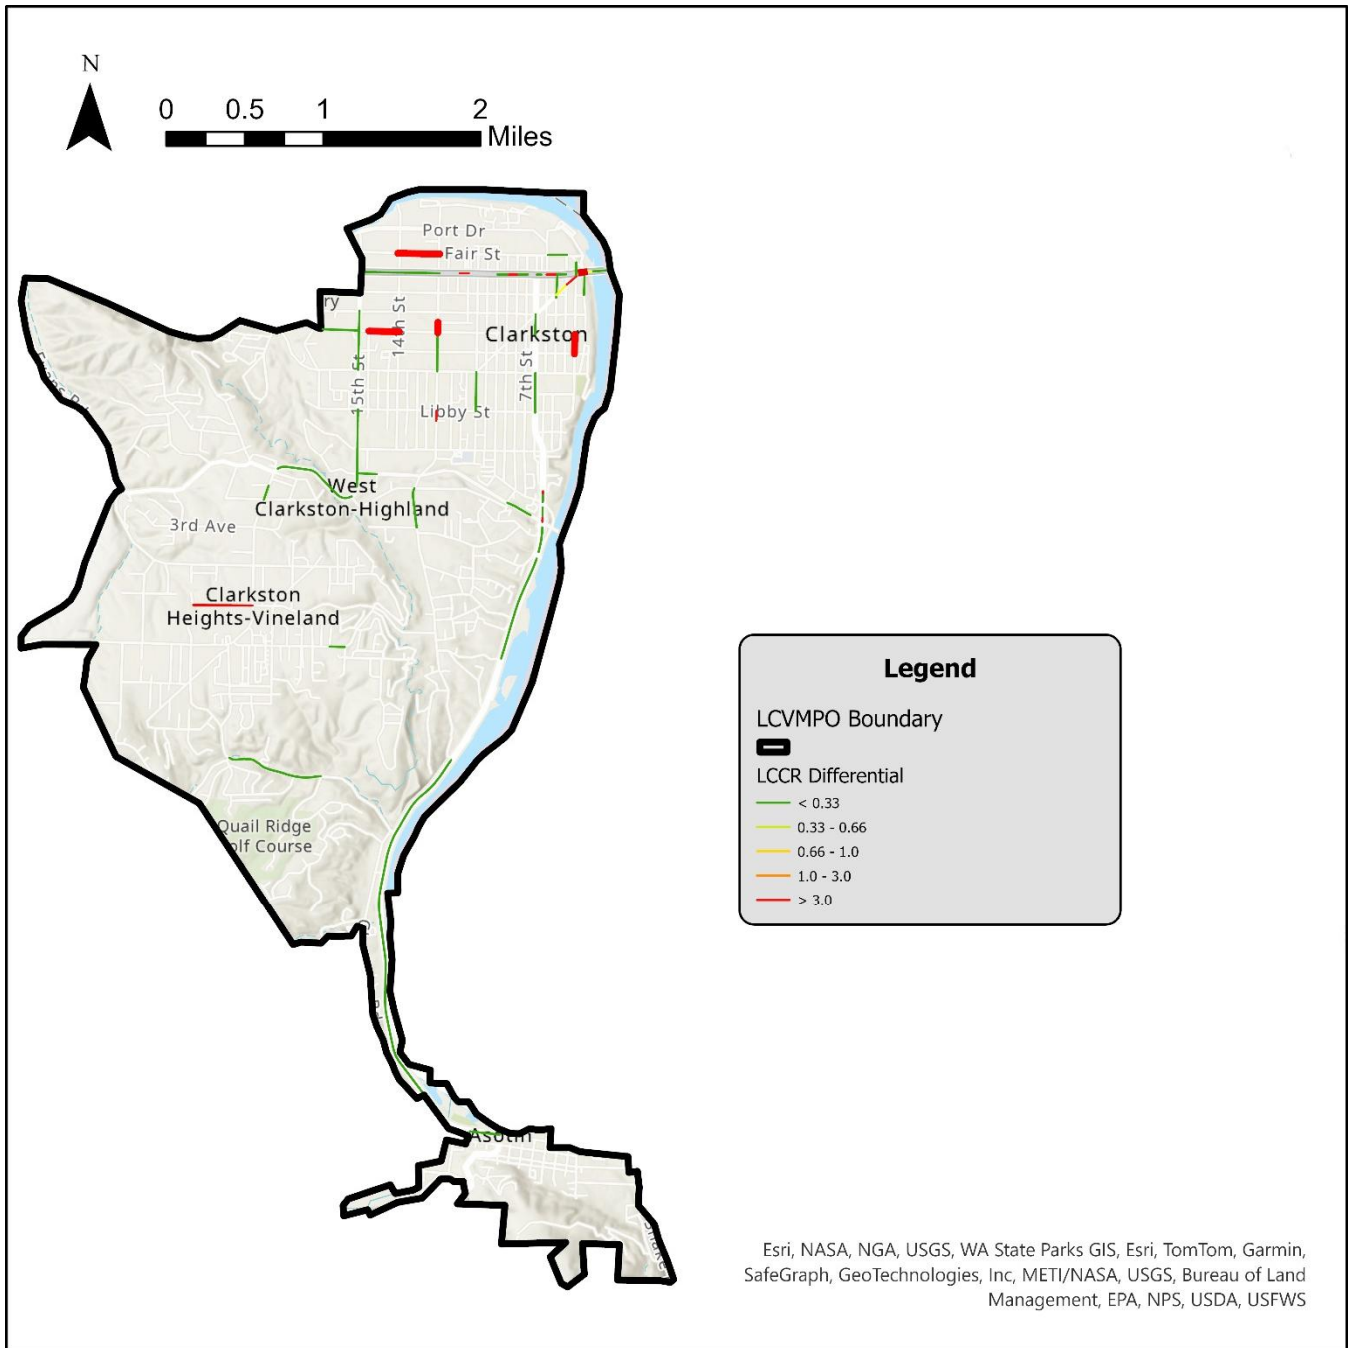 N
0 0.5 1 2
Miles
Port Dr
Fair St
ry
14th St
Clarkston
15th St
7th St
Libby St
West
Clarkston-Highland
3rd Ave
Clarkston
Heights-Vineland
Quail Ridge
olf Course
Asotin
Snake
Legend
LCVMPO Boundary
LCCR Differential
< 0.33
0.33 - 0.66
0.66 - 1.0
1.0 - 3.0
> 3.0
Esri, NASA, NGA, USGS, WA State Parks GIS, Esri, TomTom, Garmin,
SafeGraph, GeoTechnologies, Inc, METI/NASA, USGS, Bureau of Land
Management, EPA, NPS, USDA, USFWS